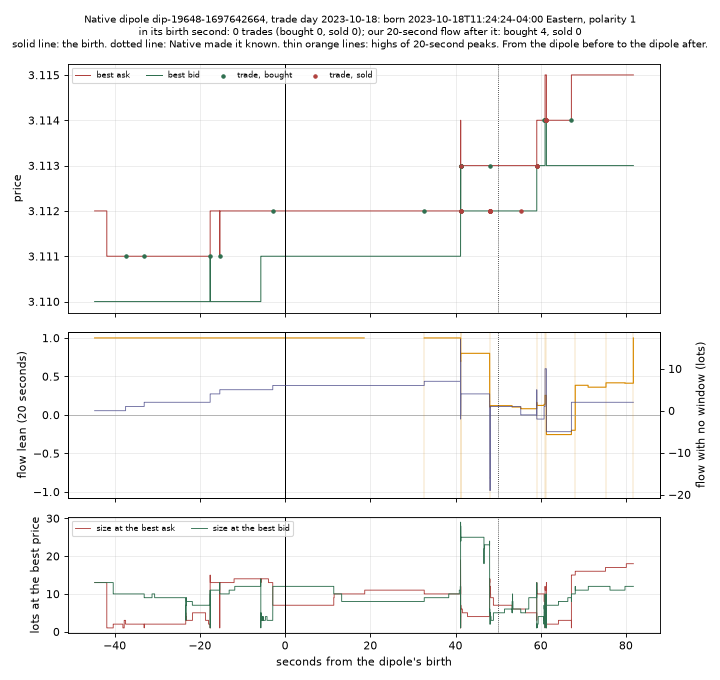 Native dipole dip-19648-1697642664, trade day 2023-10-18: born 2023-10-18T11:24:24-04:00 Eastern, polarity 1
in its birth second: 0 trades (bought 0, sold 0); our 20-second flow after it: bought 4, sold 0
solid line: the birth. dotted line: Native made it known. thin orange lines: highs of 20-second peaks. From the dipole before to the dipole after.
best ask
best bid
trade, bought
trade, sold
3.115
3.114
3.113
3.112
3.111
3.110
price
1.0
0.5
0.0
−0.5
−1.0
flow lean (20 seconds)
10
0
−10
−20
flow with no window (lots)
size at the best ask
size at the best bid
30
20
10
0
lots at the best price
−40
−20
0
20
40
60
80
seconds from the dipole's birth